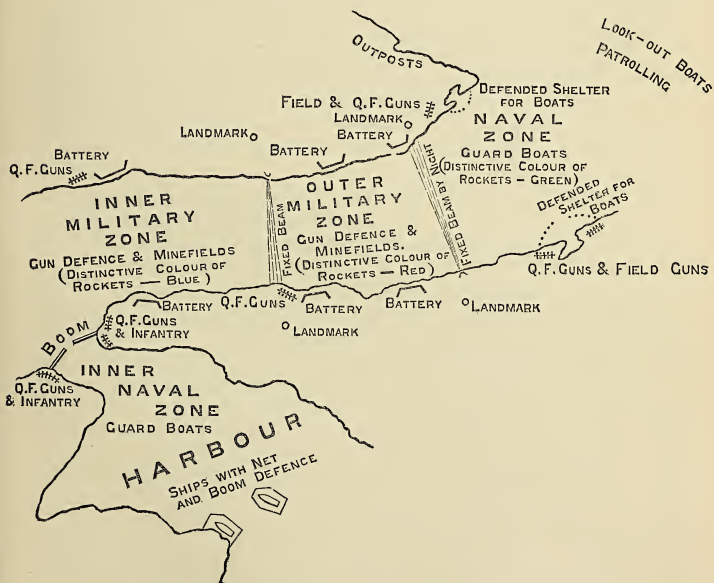 LOOK-OUT BOATS
PATROLLING
OUTPOSTS
DEFENDED SHELTER
FOR BOATS
FIELD & Q.F. GUNS
LANDMARK
BATTERY
NAVAL
ZONE
GUARD BOATS
(DISTINCTIVE COLOUR OF
ROCKETS - GREEN)
LANDMARK
BATTERY
BATTERY
Q.F. GUNS
DEFENDED
SHELTER FOR
BOATS
INNER
MILITARY
ZONE
GUN DEFENCE & MINEFIELDS
(DISTINCTIVE COLOUR OF
ROCKETS — BLUE)
FIXED BEAM
OUTER
MILITARY
ZONE
GUN DEFENCE &
MINEFIELDS.
(DISTINCTIVE COLOUR OF
ROCKETS — RED)
FIXED BEAM BY NIGHT
Q.F. GUNS & FIELD GUNS
BATTERY
Q.F. GUNS
BATTERY
BATTERY
LANDMARK
LANDMARK
Q.F. GUNS
& INFANTRY
BOOM
Q.F. GUNS
& INFANTRY
INNER
NAVAL
ZONE
GUARD BOATS
HARBOUR
SHIPS WITH NET
AND BOOM DEFENCE